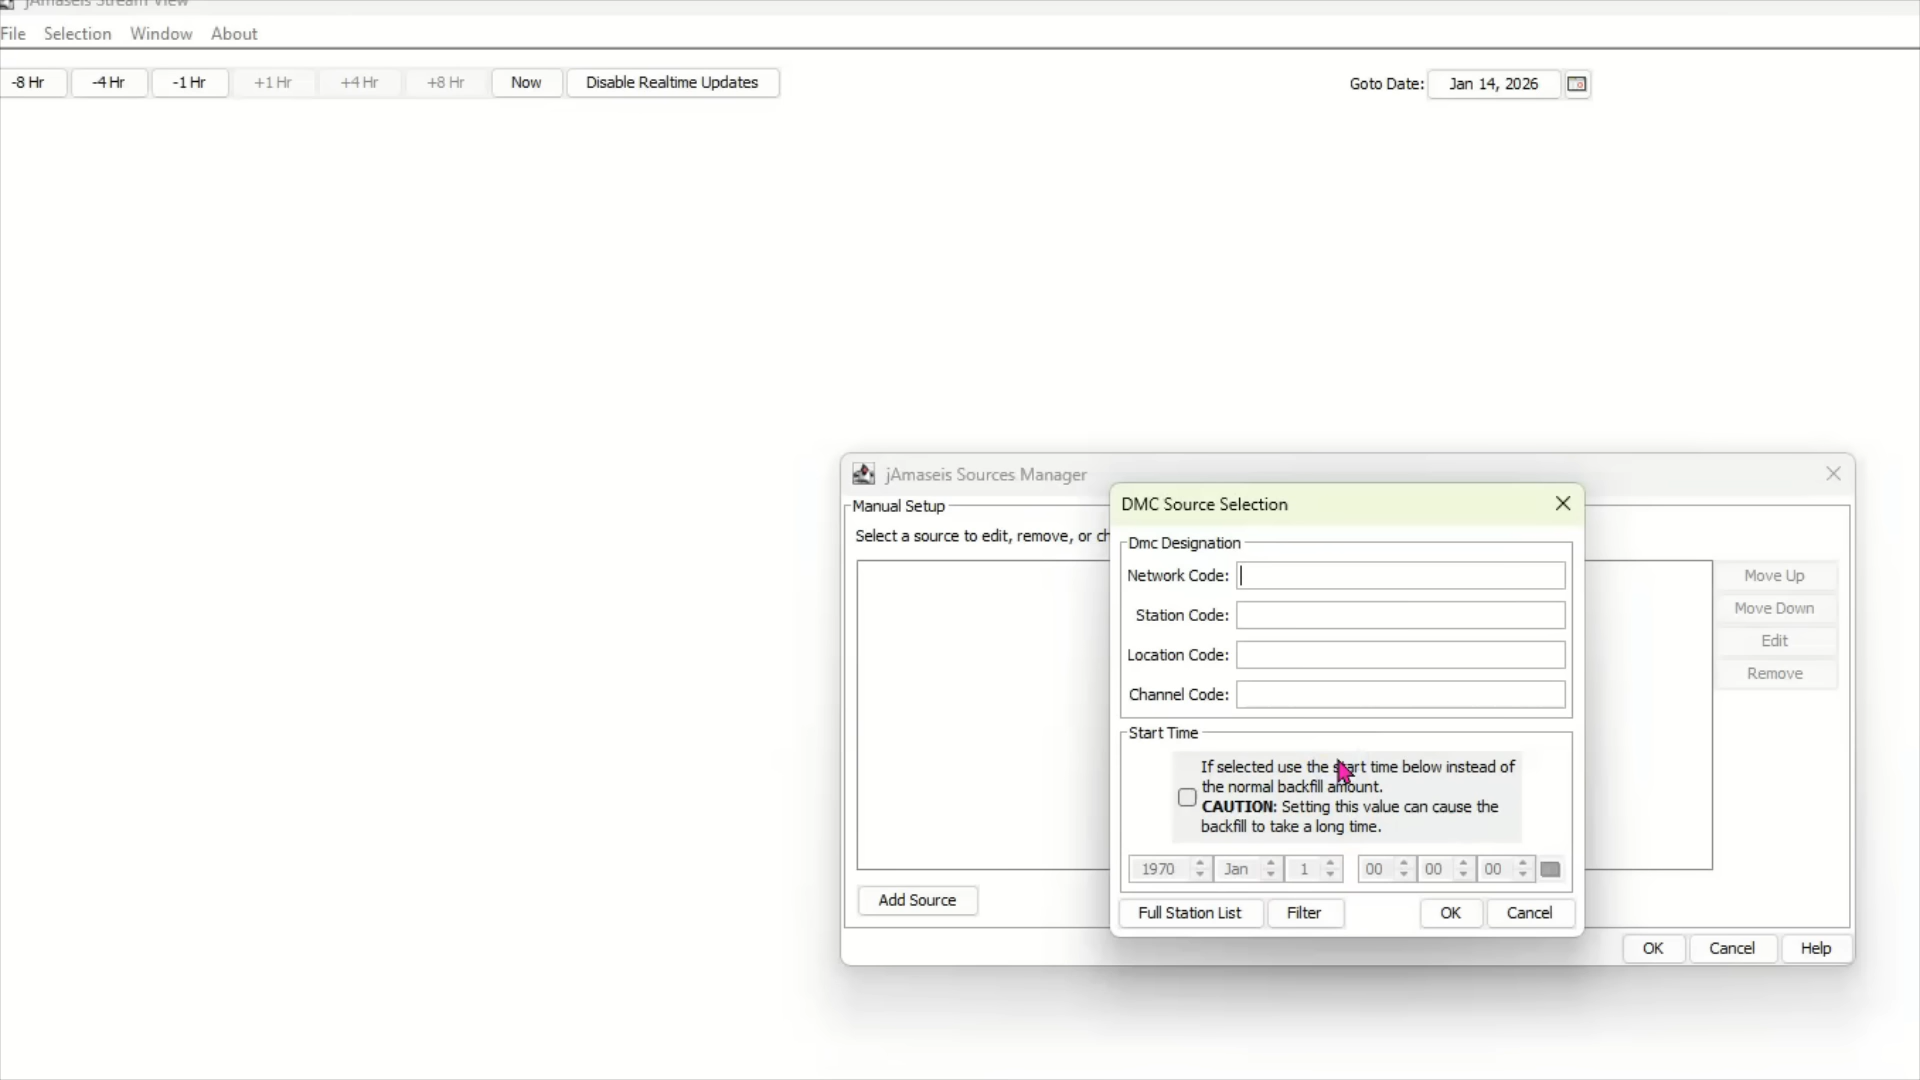 jAmaseis Stream View
File Selection Window About
-8 Hr -4 Hr -1 Hr +1 Hr +4 Hr +8 Hr Now Disable Realtime Updates Goto Date: Jan 14, 2026
jAmaseis Sources Manager
Manual Setup
Select a source to edit, remove, or ch
Move Up
Move Down
Edit
Remove
Add Source
OK Cancel Help
DMC Source Selection
Dmc Designation
Network Code:
Station Code:
Location Code:
Channel Code:
Start Time
If selected use the start time below instead of
the normal backfill amount.
CAUTION: Setting this value can cause the
backfill to take a long time.
1970 Jan 1 00 00 00
Full Station List Filter OK Cancel